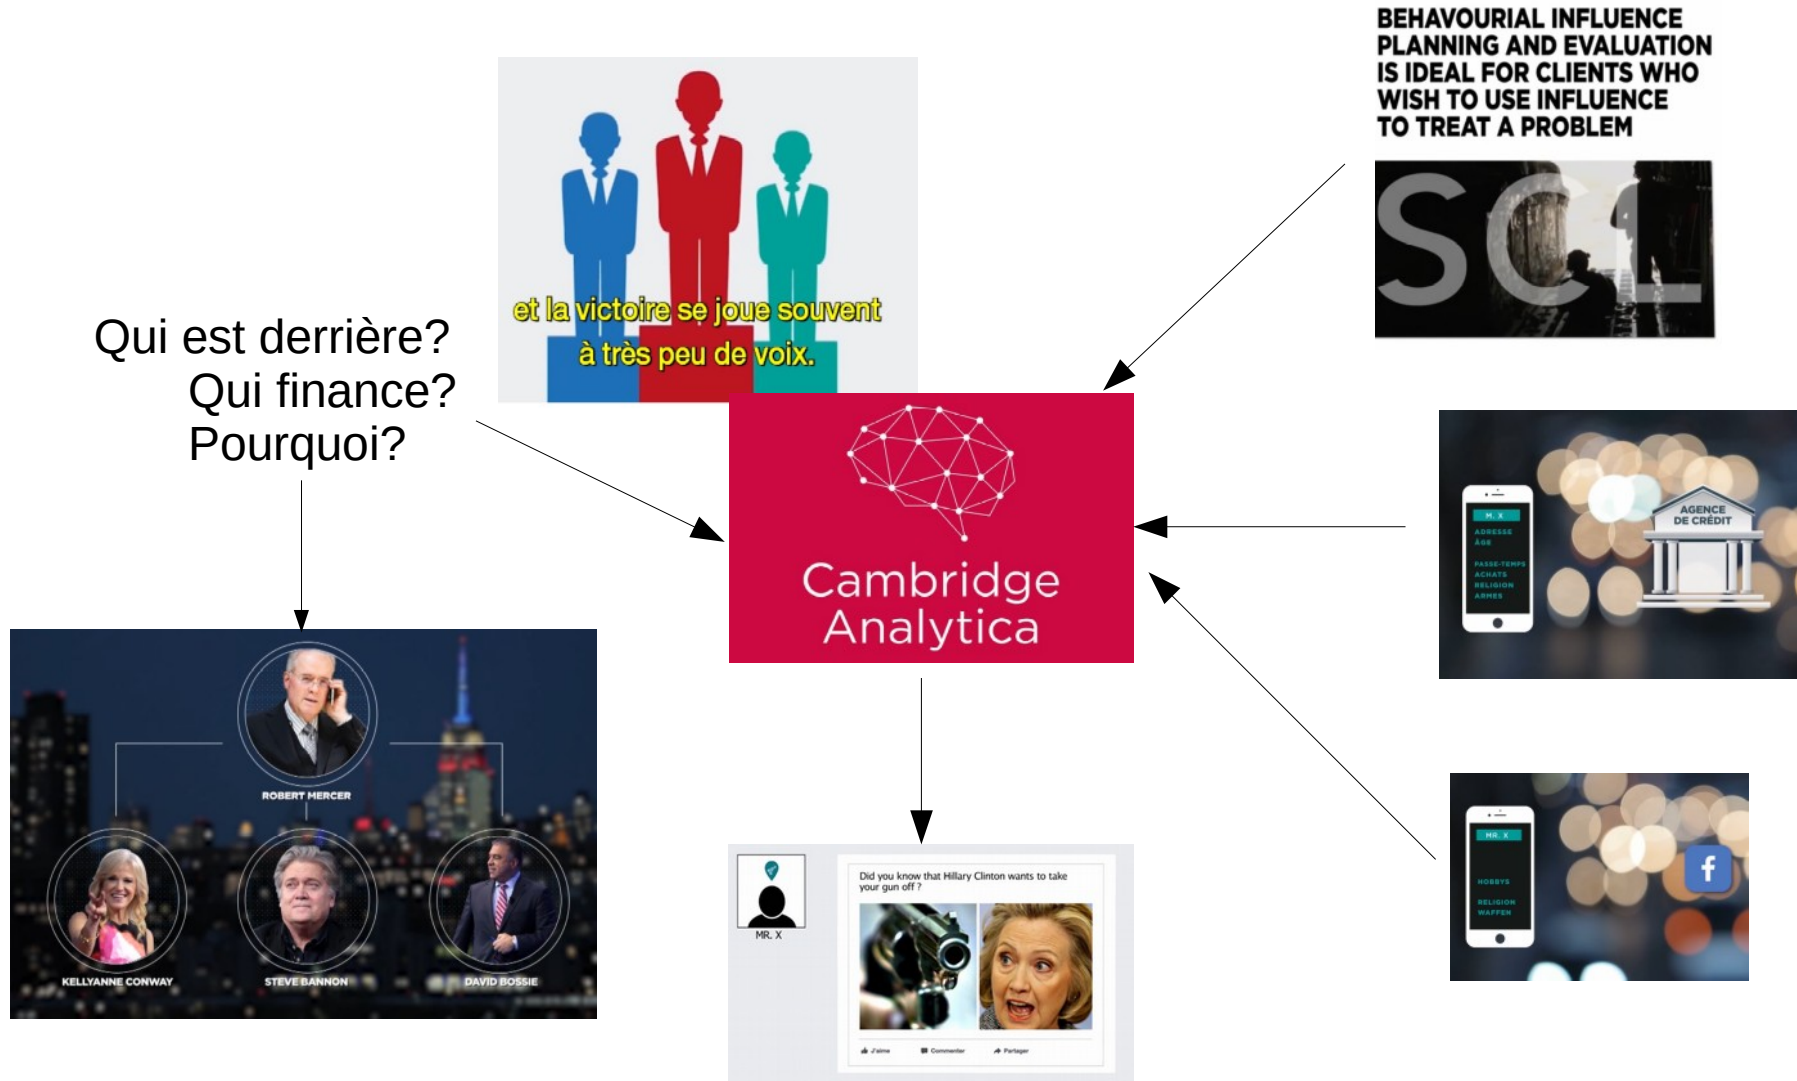 BEHAVOURIAL INFLUENCE
PLANNING AND EVALUATION
IS IDEAL FOR CLIENTS WHO
WISH TO USE INFLUENCE
TO TREAT A PROBLEM
SCL
et la victoire se joue souvent
à très peu de voix.
Qui est derrière?
Qui finance?
Pourquoi?
Cambridge
Analytica
M. X
ADRESSE
ÂGE
PASSE-TEMPS
ACHATS
RELIGION
ARMES
AGENCE
DE CRÉDIT
ROBERT MERCER
KELLYANNE CONWAY
STEVE BANNON
DAVID BOSSIE
MR. X
Did you know that Hillary Clinton wants to take
your gun off ?
J'aime
Commenter
Partager
MR. X
HOBBYS
RELIGION
WAFFEN
f